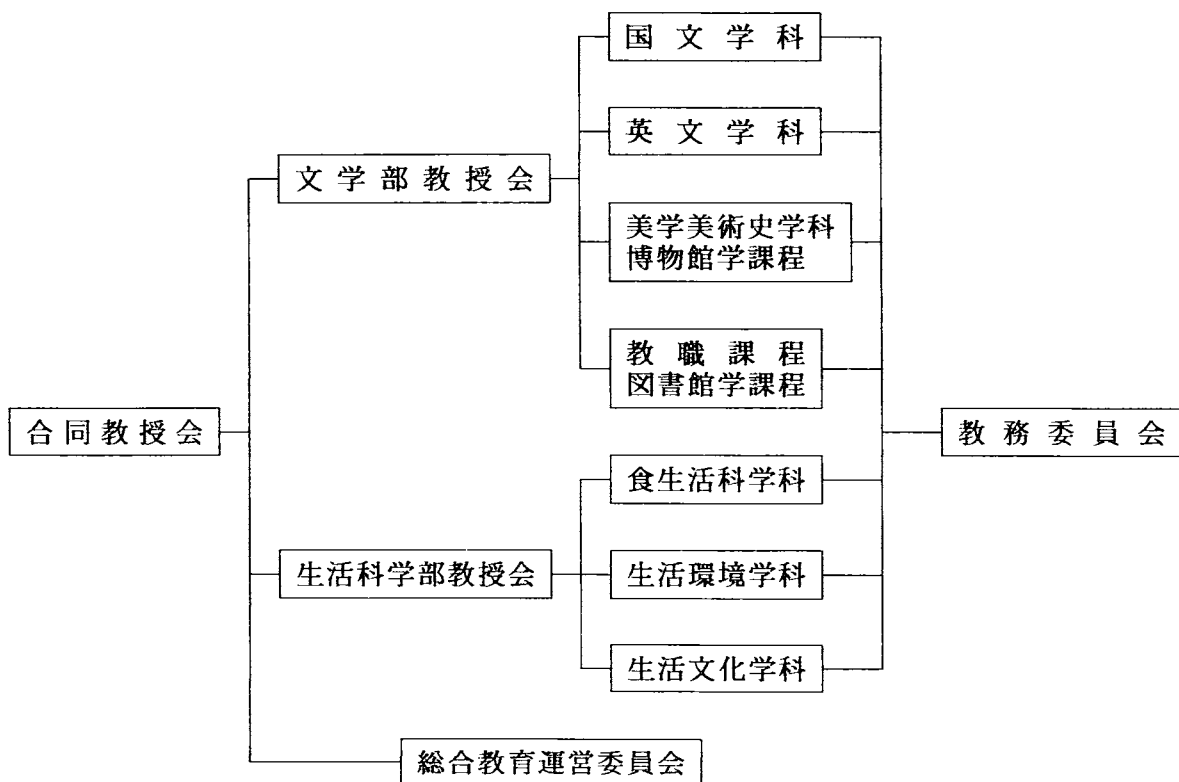 国文学科
英文学科
文学部教授会
美学美術史学科
博物館学課程
教職課程
図書館学課程
合同教授会
教務委員会
食生活科学科
生活科学部教授会
生活環境学科
生活文化学科
総合教育運営委員会